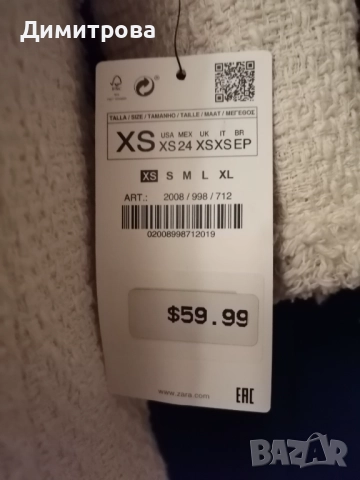 Димитрова
TALLA / SIZE / TAMANHO / TAILLE / MAAT / ΜΕΓΕΘΟΣ
USA MEX UK IT BR
XS XS 24 XS XS EP
XS S M L XL
ART.: 2008 / 998 / 712
02008998712019
$59.99
www.zara.com
EAC
BAZAR